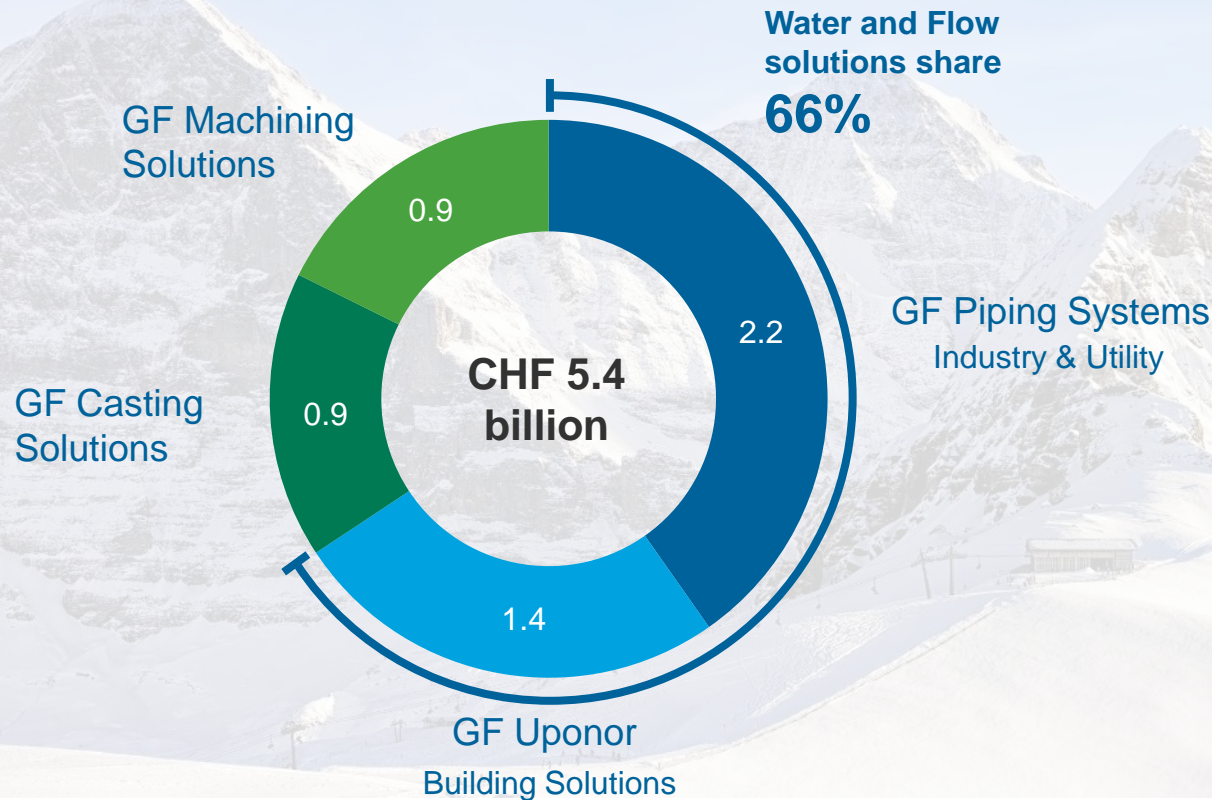 Water and Flow
solutions share
66%
GF Machining
Solutions
0.9
2.2
GF Piping Systems
Industry & Utility
CHF 5.4
billion
GF Casting
Solutions
0.9
1.4
GF Uponor
Building Solutions